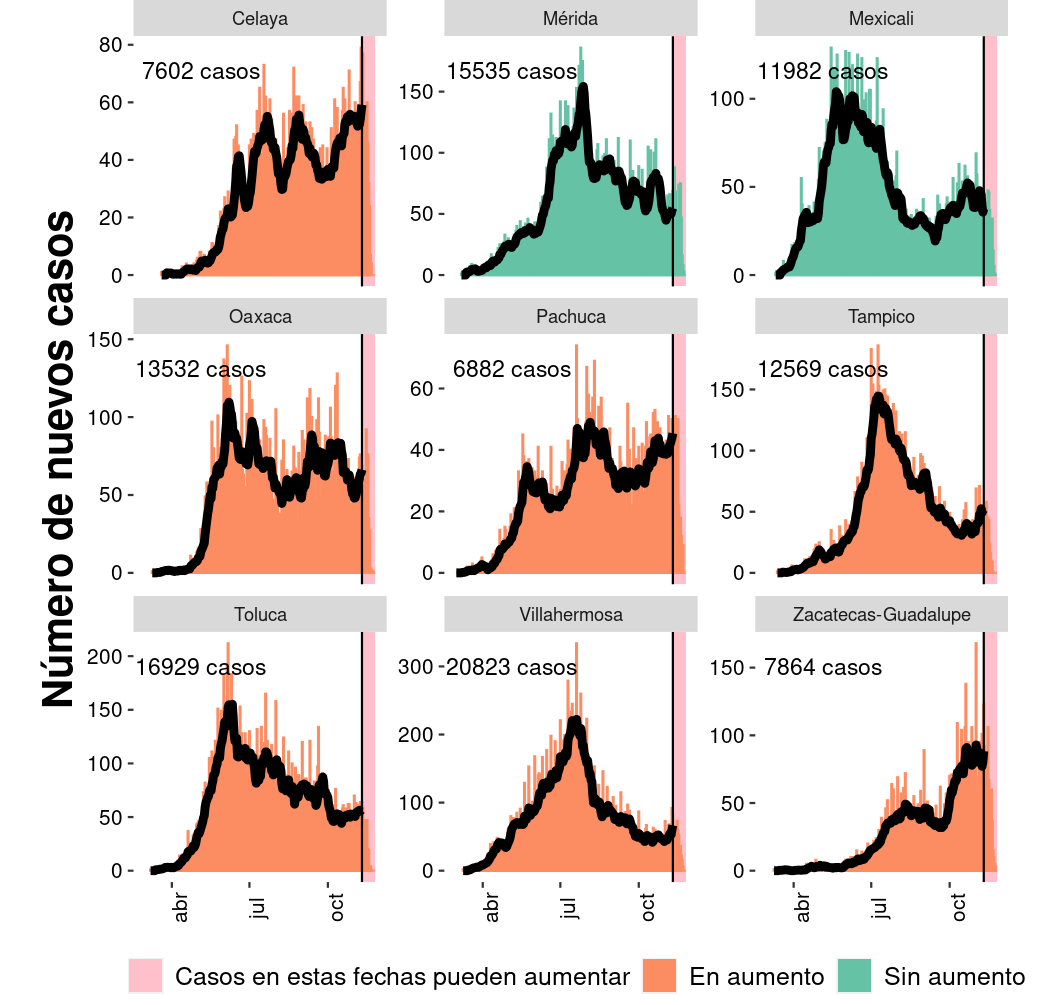 Número de nuevos casos
Celaya
7602 casos
80
60
40
20
0
Mérida
15535 casos
150
100
50
0
Mexicali
11982 casos
100
50
0
Oaxaca
13532 casos
150
100
50
0
Pachuca
6882 casos
60
40
20
0
Tampico
12569 casos
150
100
50
0
Toluca
16929 casos
200
150
100
50
0
abr jul oct
Villahermosa
20823 casos
300
200
100
0
abr jul oct
Zacatecas-Guadalupe
7864 casos
150
100
50
0
abr jul oct
Casos en estas fechas pueden aumentar En aumento Sin aumento